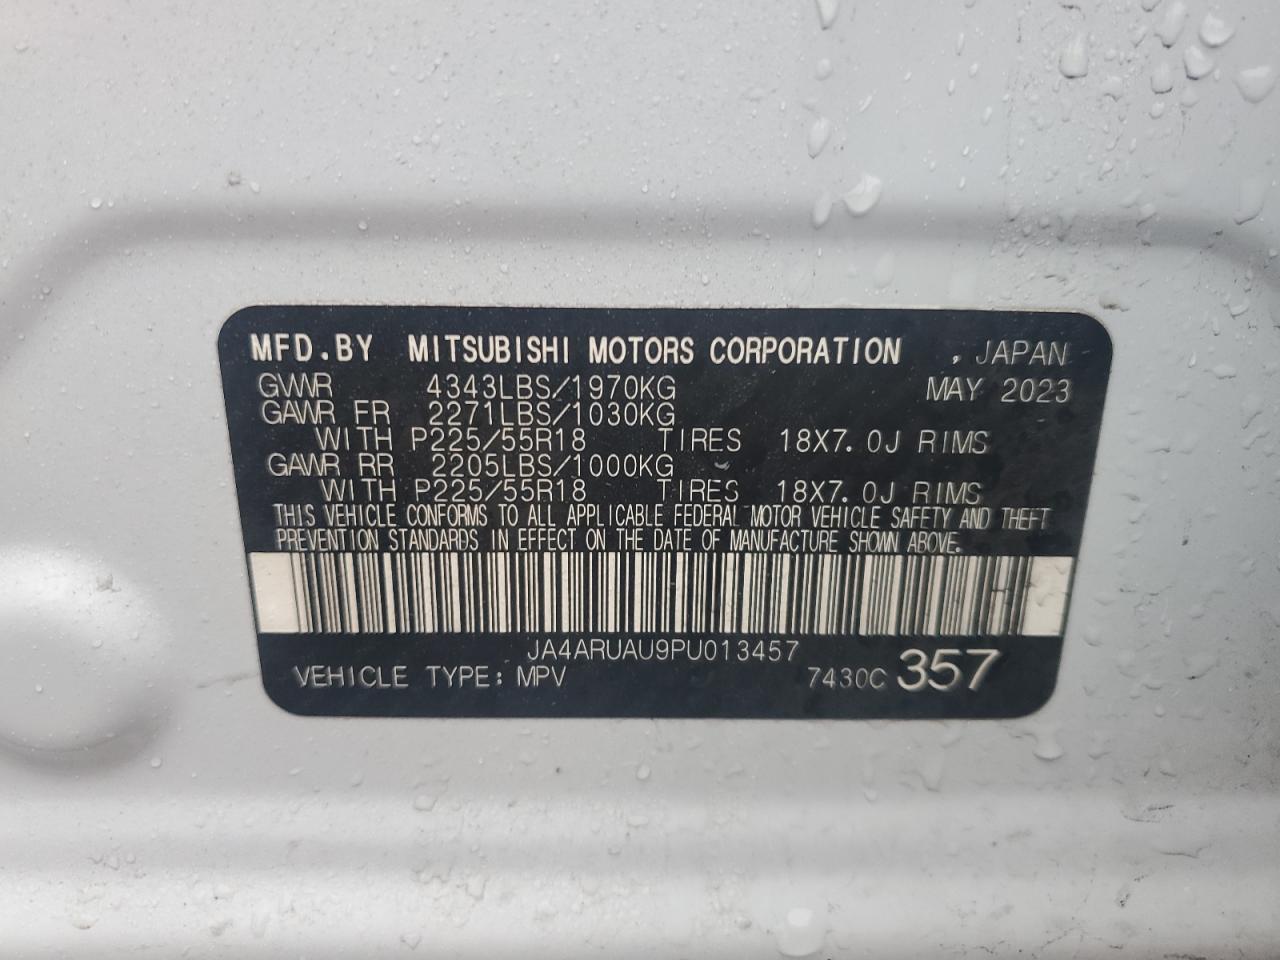 MFD.BY MITSUBISHI MOTORS CORPORATION , JAPAN
GVWR 4343LBS/1970KG MAY 2023
GAWR FR 2271LBS/1030KG
WITH P225/55R18 TIRES 18X7.0J RIMS
GAWR RR 2205LBS/1000KG
WITH P225/55R18 TIRES 18X7.0J RIMS
THIS VEHICLE CONFORMS TO ALL APPLICABLE FEDERAL MOTOR VEHICLE SAFETY AND THEFT
PREVENTION STANDARDS IN EFFECT ON THE DATE OF MANUFACTURE SHOWN ABOVE.
JA4ARUAU9PU013457
VEHICLE TYPE: MPV 7430C 357